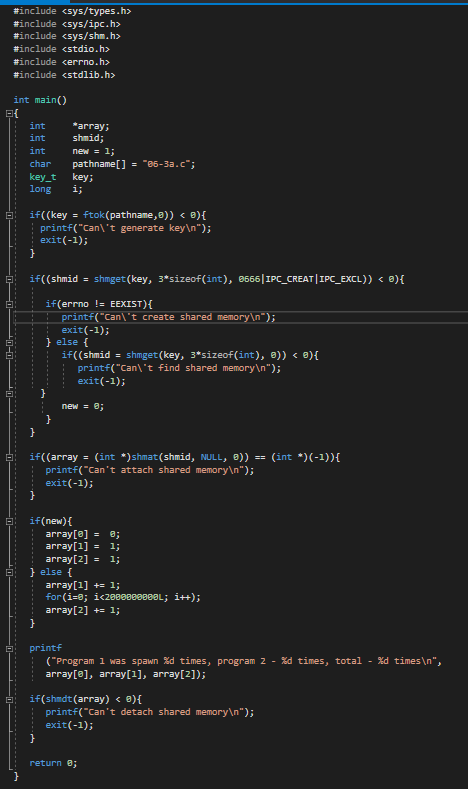 #include <sys/types.h>
#include <sys/ipc.h>
#include <sys/shm.h>
#include <stdio.h>
#include <errno.h>
#include <stdlib.h>

int main()
{
    int     *array;
    int     shmid;
    int     new = 1;
    char    pathname[] = "06-3a.c";
    key_t   key;
    long    i;

    if((key = ftok(pathname,0)) < 0){
      printf("Can\'t generate key\n");
      exit(-1);
    }

    if((shmid = shmget(key, 3*sizeof(int), 0666|IPC_CREAT|IPC_EXCL)) < 0){

       if(errno != EEXIST){
          printf("Can\'t create shared memory\n");
          exit(-1);
       } else {
          if((shmid = shmget(key, 3*sizeof(int), 0)) < 0){
             printf("Can\'t find shared memory\n");
             exit(-1);
      }
          new = 0;
       }
    }

    if((array = (int *)shmat(shmid, NULL, 0)) == (int *)(-1)){
       printf("Can't attach shared memory\n");
       exit(-1);
    }

    if(new){
       array[0] =  0;
       array[1] =  1;
       array[2] =  1;
    } else {
       array[1] += 1;
       for(i=0; i<2000000000L; i++);
       array[2] += 1;
    }

    printf
       ("Program 1 was spawn %d times, program 2 - %d times, total - %d times\n",
       array[0], array[1], array[2]);

    if(shmdt(array) < 0){
       printf("Can't detach shared memory\n");
       exit(-1);
    }

    return 0;
}